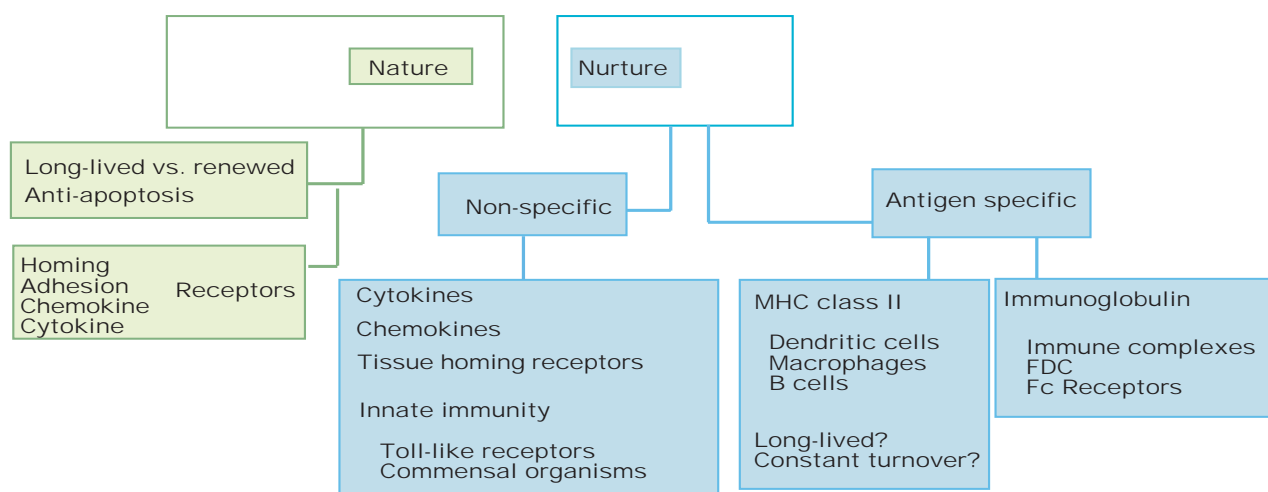 Nature
Nurture
Long-lived vs. renewed
Anti-apoptosis
Non-specific
Antigen specific
Homing
Adhesion
Chemokine
Cytokine
Receptors
Cytokines
Chemokines
Tissue homing receptors
Innate immunity
Toll-like receptors
Commensal organisms
MHC class II
Dendritic cells
Macrophages
B cells
Long-lived?
Constant turnover?
Immunoglobulin
Immune complexes
FDC
Fc Receptors